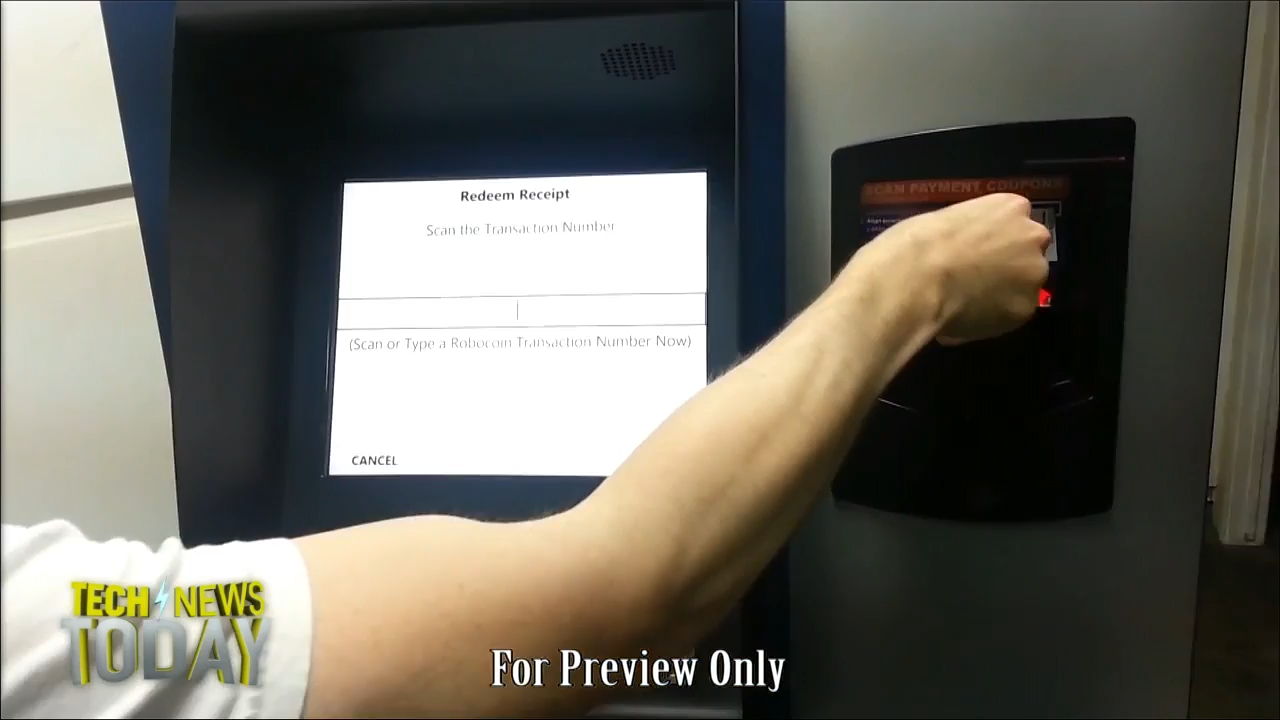 Redeem Receipt
Scan the Transaction Number
(Scan or Type a Robocoin Transaction Number Now)
CANCEL
SCAN PAYMENT COUPONS
TECH NEWS
TODAY
For Preview Only